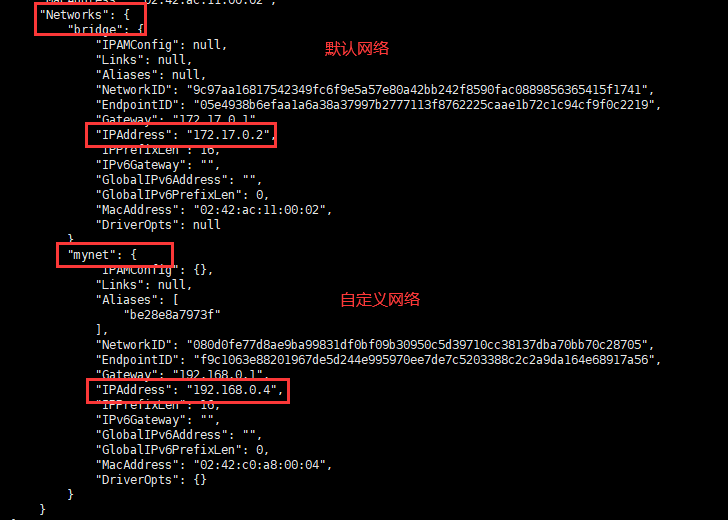 "MacAddress": "02:42:ac:11:00:02",
"Networks": {
"bridge": {
"IPAMConfig": null,
默认网络
"Links": null,
"Aliases": null,
"NetworkID": "9c97aa16817542349fc6f9e5a57e80a42bb242f8590fac0889856365415f1741",
"EndpointID": "05e4938b6efaa1a6a38a37997b2777113f8762225caae1b72c1c94cf9f0c2219",
"Gateway": "172.17.0.1",
"IPAddress": "172.17.0.2",
"IPPrefixLen": 16,
"IPv6Gateway": "",
"GlobalIPv6Address": "",
"GlobalIPv6PrefixLen": 0,
"MacAddress": "02:42:ac:11:00:02",
"DriverOpts": null
}
"mynet": {
"IPAMConfig": {},
"Links": null,
自定义网络
"Aliases": [
"be28e8a7973f"
],
"NetworkID": "080d0fe77d8ae9ba99831df0bf09b30950c5d39710cc38137dba70bb70c28705",
"EndpointID": "f9c1063e88201967de5d244e995970ee7de7c5203388c2c2a9da164e68917a56",
"Gateway": "192.168.0.1",
"IPAddress": "192.168.0.4",
"IPPrefixLen": 16,
"IPv6Gateway": "",
"GlobalIPv6Address": "",
"GlobalIPv6PrefixLen": 0,
"MacAddress": "02:42:c0:a8:00:04",
"DriverOpts": {}
}
}